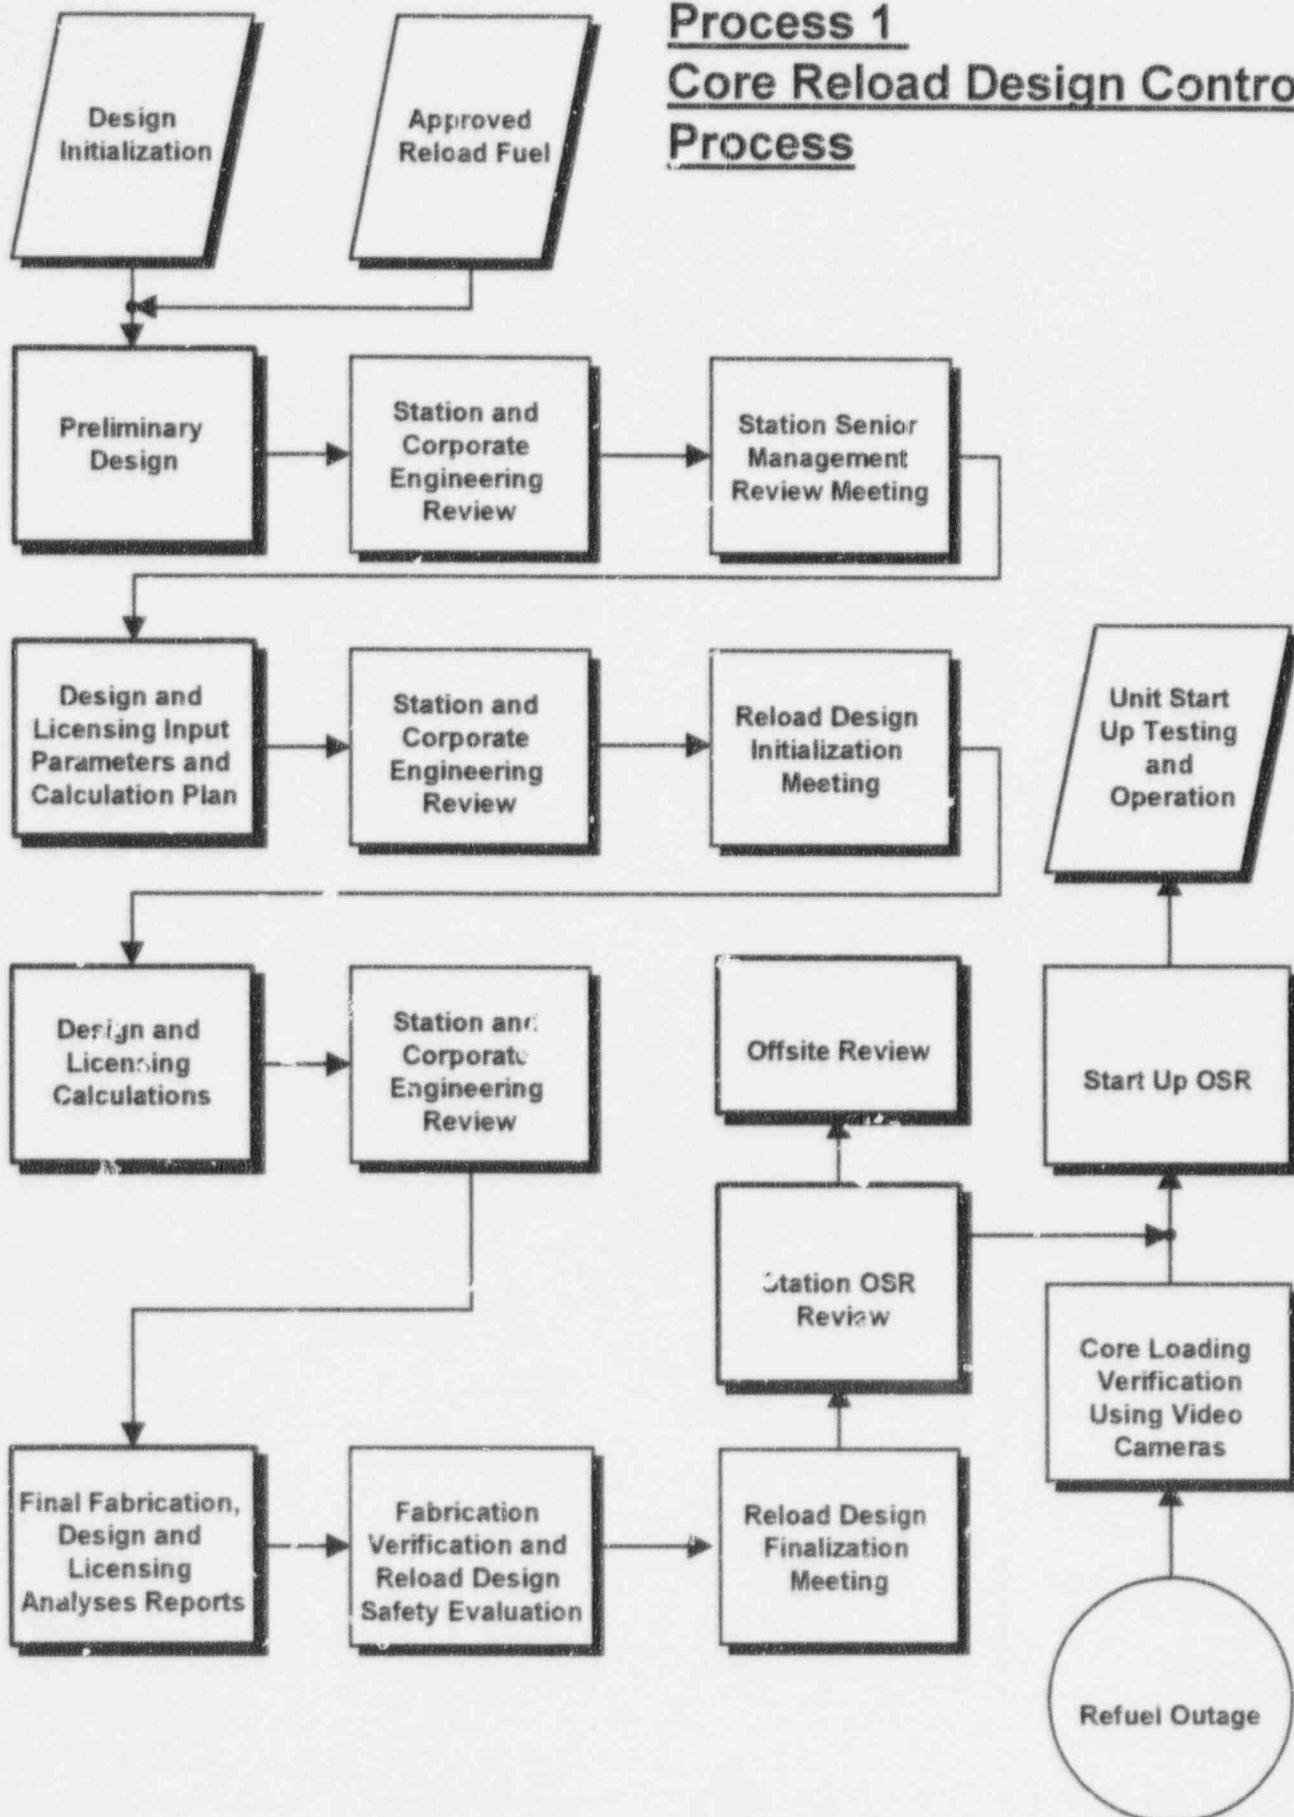 Process 1
Core Reload Design Contro
Process
Design
Initialization
Approved
Reload Fuel
Preliminary
Design
Station and
Corporate
Engineering
Review
Station Senior
Management
Review Meeting
Design and
Licensing Input
Parameters and
Calculation Plan
Station and
Corporate
Engineering
Review
Reload Design
Initialization
Meeting
Unit Start
Up Testing
and
Operation
Design and
Licensing
Calculations
Station and
Corporate
Engineering
Review
Offsite Review
Start Up OSR
Station OSR
Review
Core Loading
Verification
Using Video
Cameras
Final Fabrication,
Design and
Licensing
Analyses Reports
Fabrication
Verification and
Reload Design
Safety Evaluation
Reload Design
Finalization
Meeting
Refuel Outage